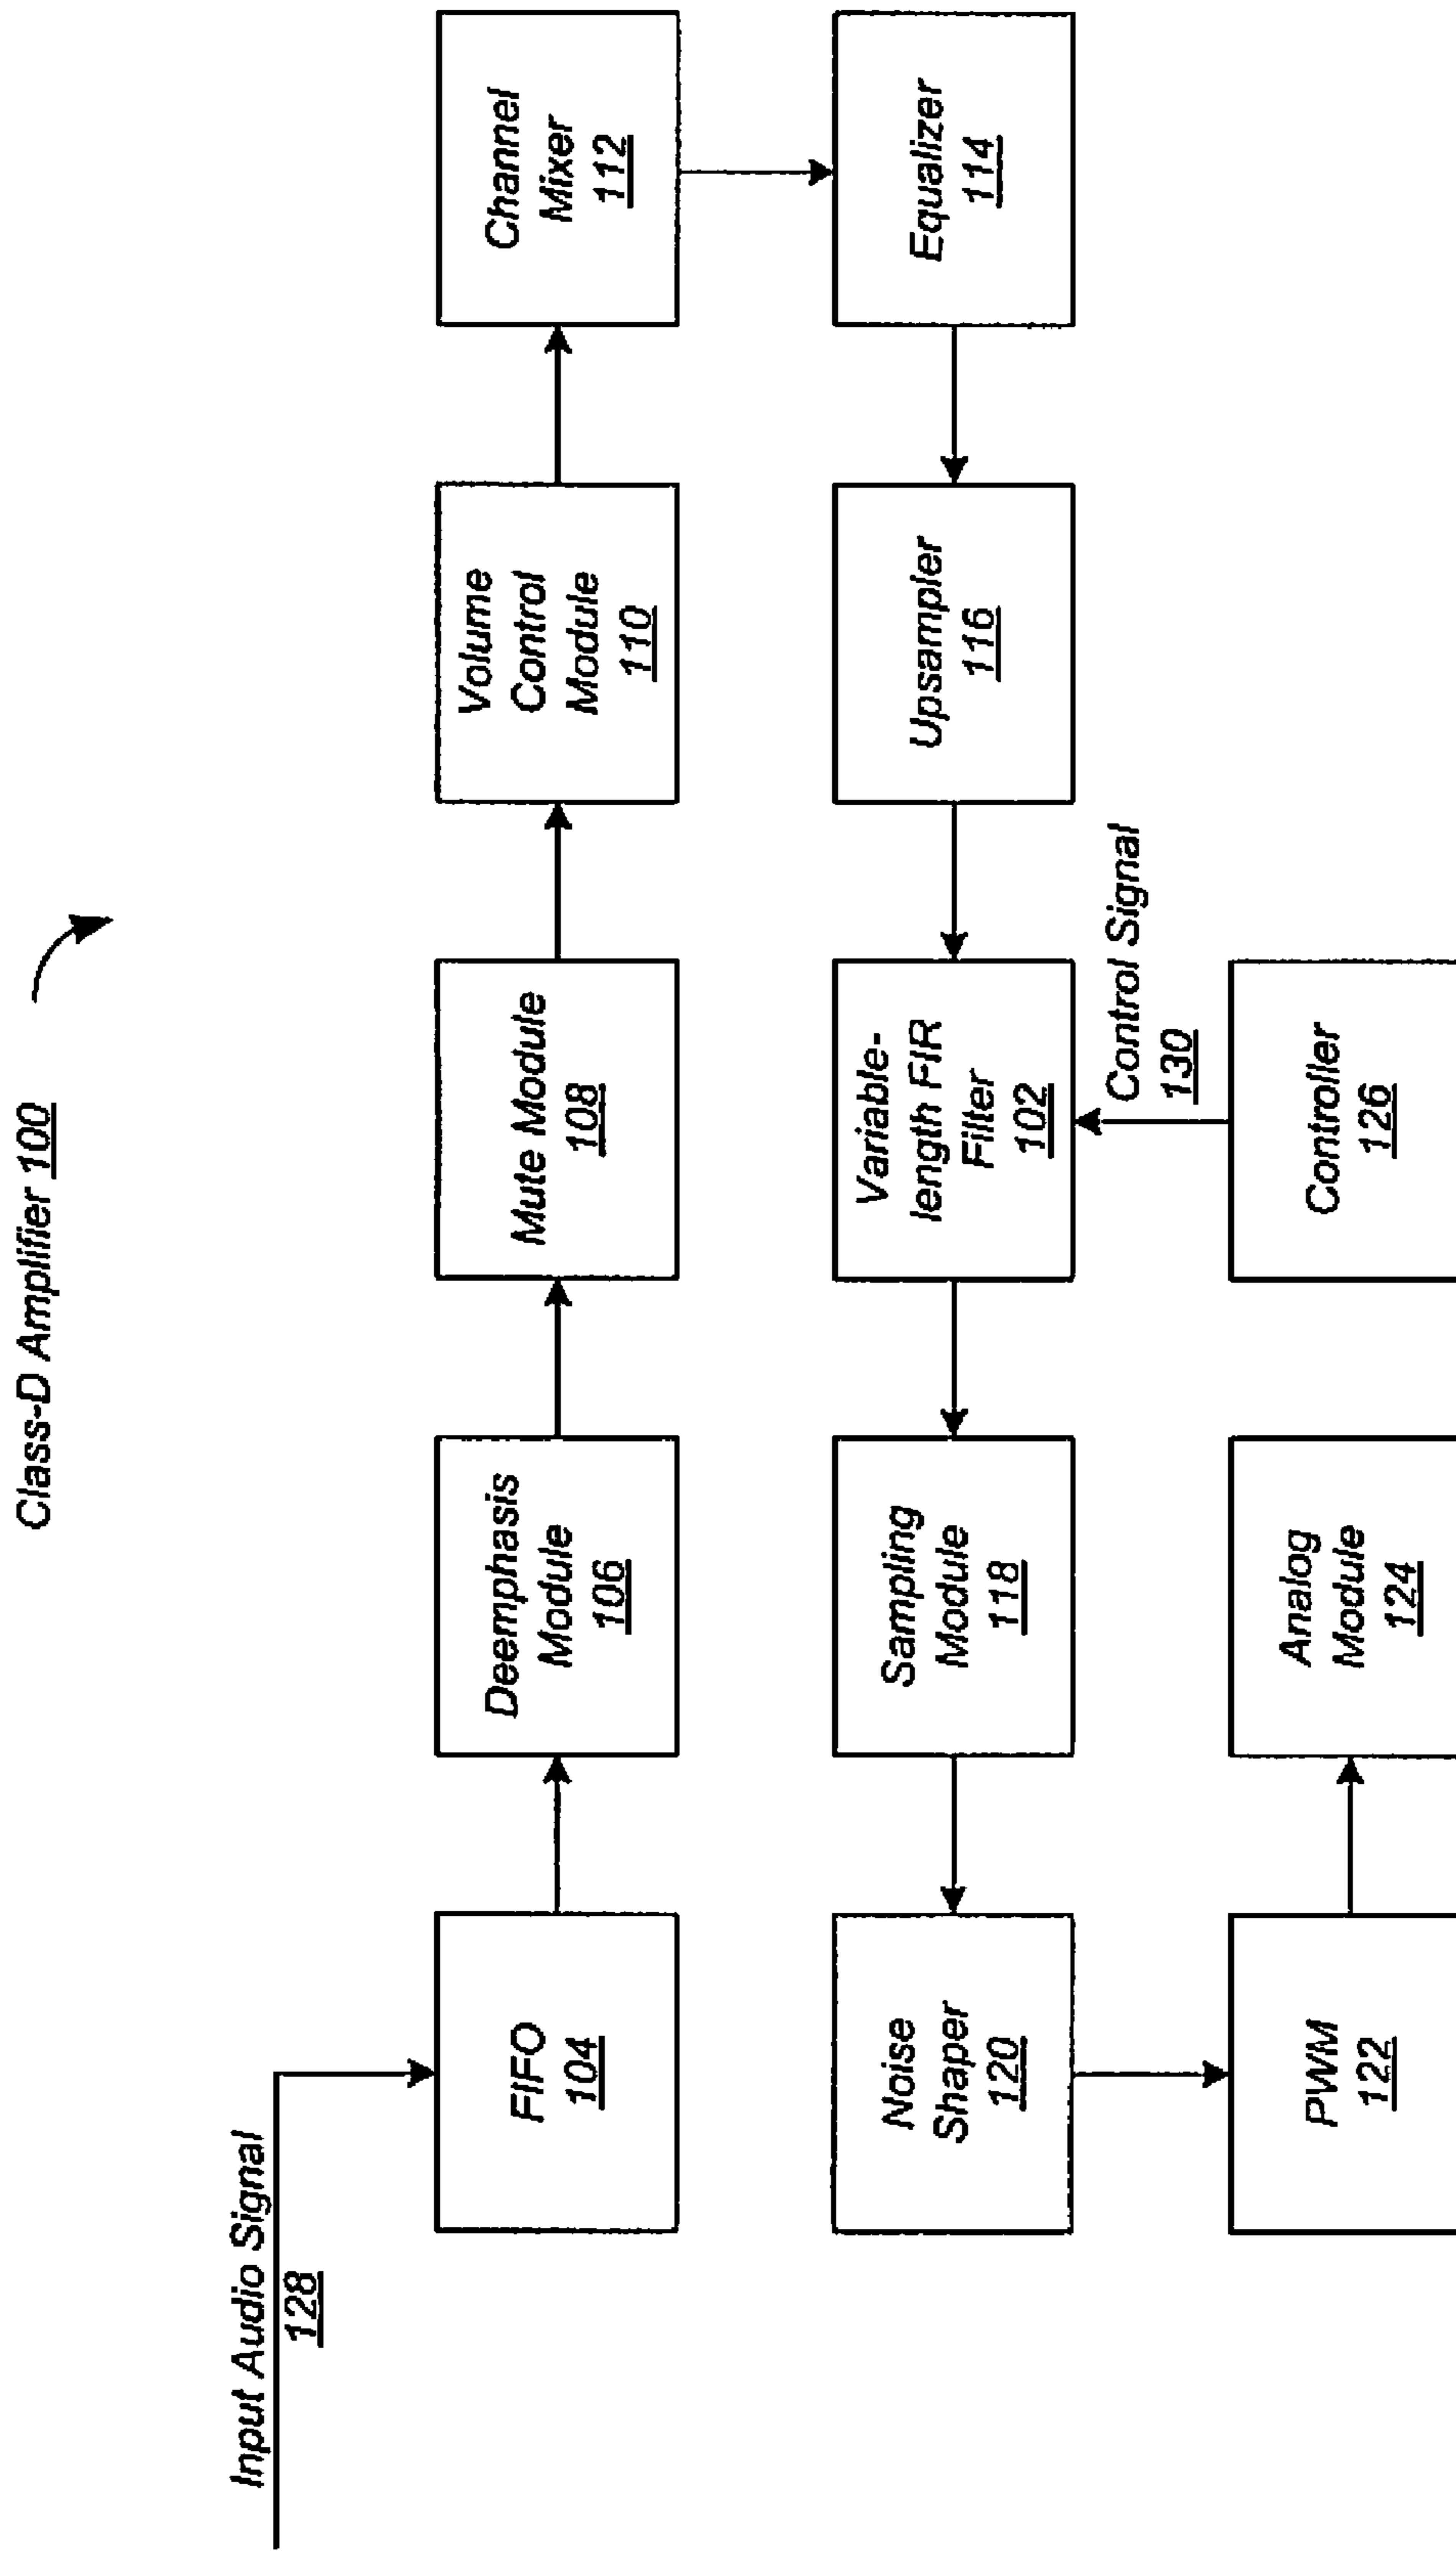 Class-D Amplifier 100
Input Audio Signal
128
FIFO
104
Deemphasis
Module
106
Mute Module
108
Volume
Control
Module
110
Channel
Mixer
112
Noise
Shaper
120
Sampling
Module
118
Variable-
length FIR
Filter
102
Upsampler
116
Equalizer
114
Control Signal
130
PWM
122
Analog
Module
124
Controller
126